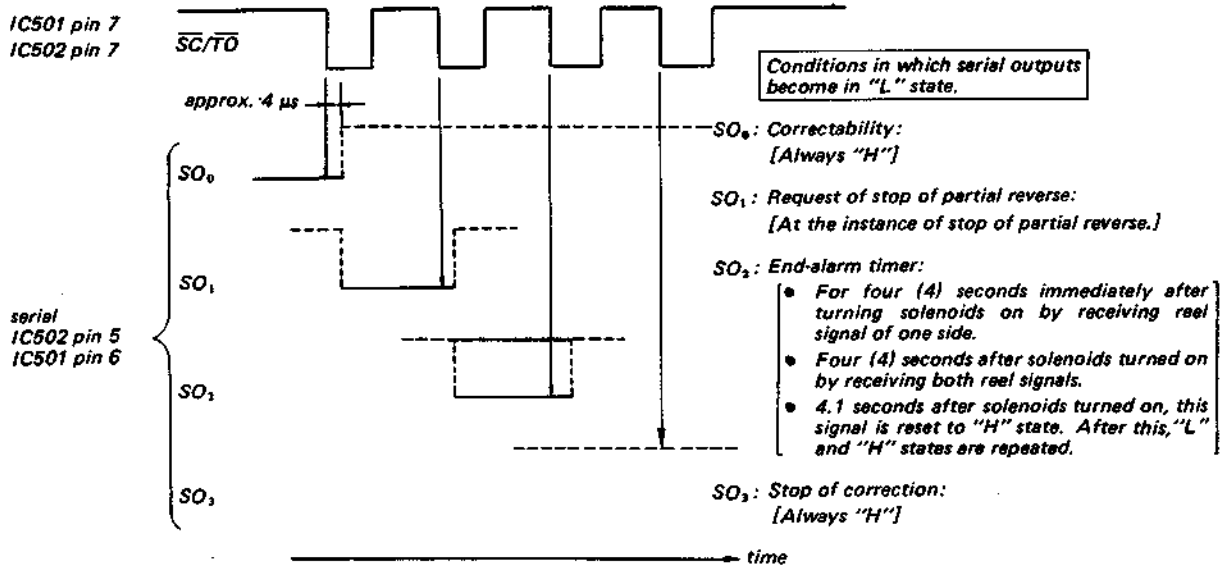 IC501 pin 7
IC502 pin 7
SC/TO
approx. 4 μs
serial
IC502 pin 5
IC501 pin 6
SO₀
SO₁
SO₂
SO₃
time
Conditions in which serial outputs
become in "L" state.
SO₀: Correctability:
[Always "H"]
SO₁: Request of stop of partial reverse:
[At the instance of stop of partial reverse.]
SO₂: End-alarm timer:
• For four (4) seconds immediately after
turning solenoids on by receiving reel
signal of one side.
• Four (4) seconds after solenoids turned on
by receiving both reel signals.
• 4.1 seconds after solenoids turned on, this
signal is reset to "H" state. After this, "L"
and "H" states are repeated.
SO₃: Stop of correction:
[Always "H"]